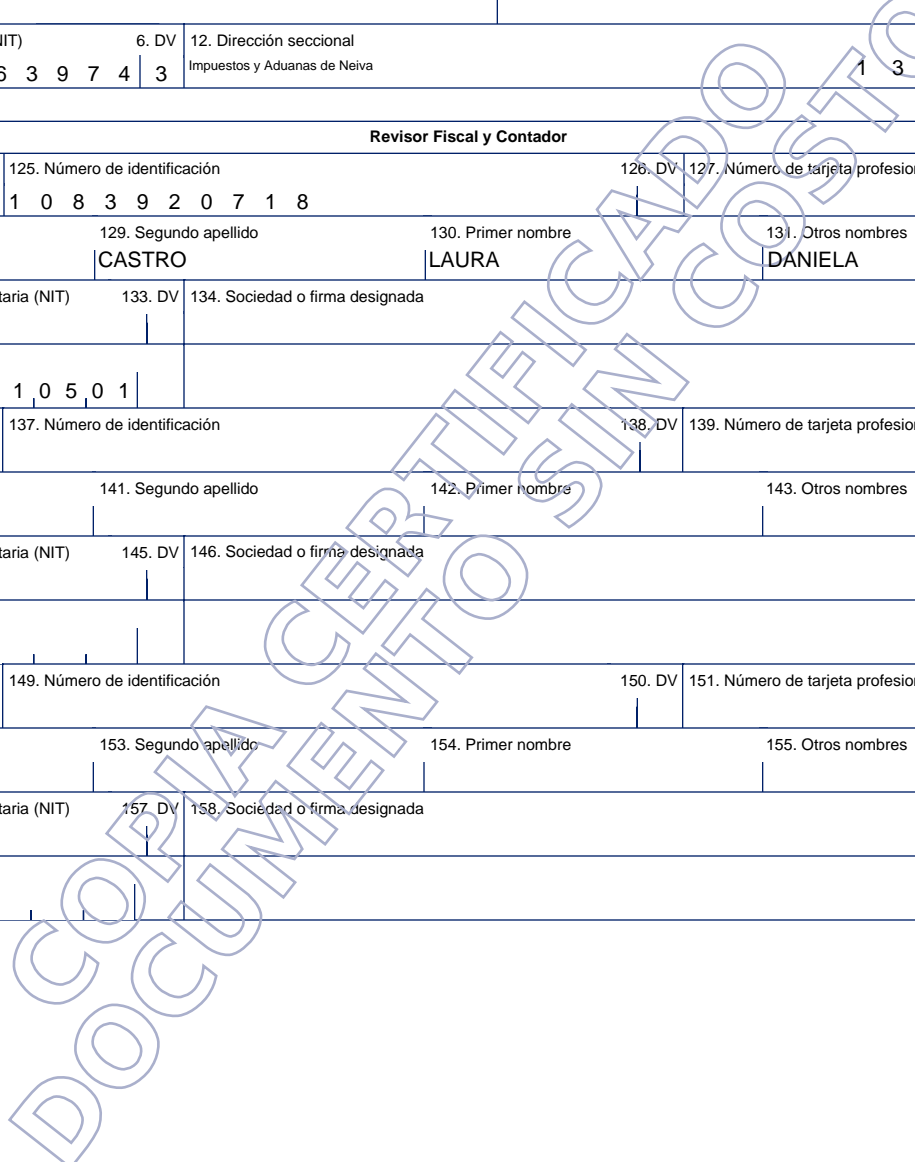 NIT) 6. DV 12. Dirección seccional
6 3 9 7 4 3 Impuestos y Aduanas de Neiva 1 3
Revisor Fiscal y Contador
125. Número de identificación 126. DV 127. Número de tarjeta profesion
1 0 8 3 9 2 0 7 1 8
129. Segundo apellido 130. Primer nombre 131. Otros nombres
CASTRO LAURA DANIELA
taria (NIT) 133. DV 134. Sociedad o firma designada
1 0 5 0 1
137. Número de identificación 138. DV 139. Número de tarjeta profesion
141. Segundo apellido 142. Primer nombre 143. Otros nombres
taria (NIT) 145. DV 146. Sociedad o firma designada
149. Número de identificación 150. DV 151. Número de tarjeta profesion
153. Segundo apellido 154. Primer nombre 155. Otros nombres
taria (NIT) 157. DV 158. Sociedad o firma designada
COPIA CERTIFICADO
DOCUMENTO SIN COSTO